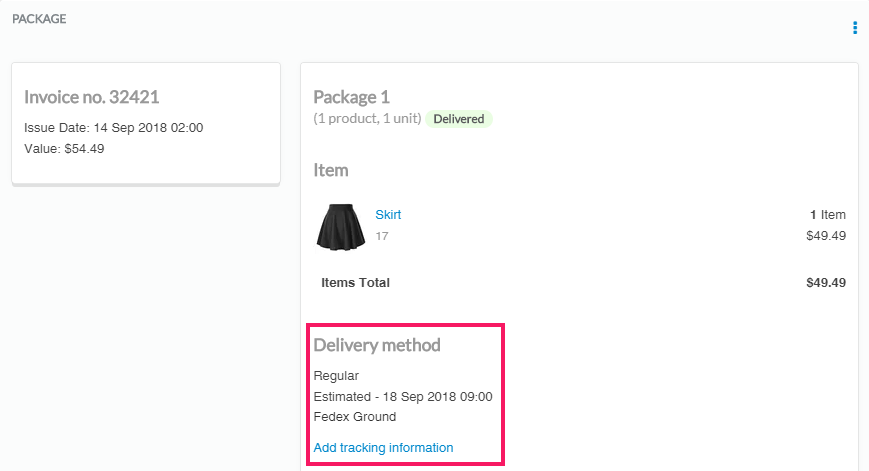 PACKAGE
Invoice no. 32421
Issue Date: 14 Sep 2018 02:00
Value: $54.49
Package 1
(1 product, 1 unit) Delivered
Item
Skirt 1 Item
17 $49.49
Items Total $49.49
Delivery method
Regular
Estimated - 18 Sep 2018 09:00
Fedex Ground
Add tracking information